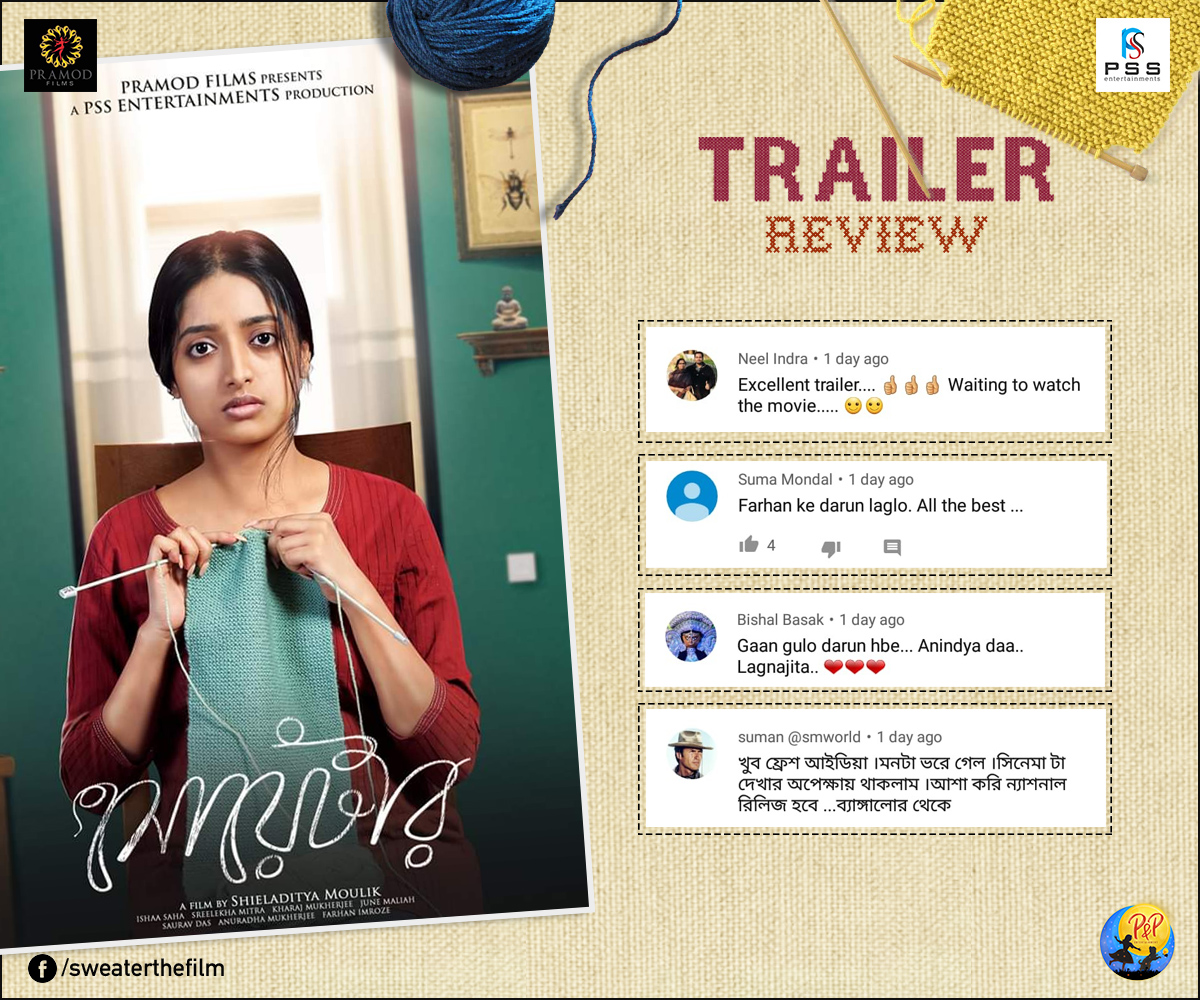 PRAMOD
FILMS
PRAMOD FILMS PRESENTS
A PSS ENTERTAINMENTS PRODUCTION
PSS
entertainments
TRAILER
REVIEW
Neel Indra • 1 day ago
Excellent trailer.... 👍👍👍 Waiting to watch
the movie..... 🙂🙂
Suma Mondal • 1 day ago
Farhan ke darun laglo. All the best ...
4
Bishal Basak • 1 day ago
Gaan gulo darun hbe... Anindya daa..
Lagnajita.. ❤❤❤
suman @smworld • 1 day ago
খুব ফ্রেশ আইডিয়া ।মনটা ভরে গেল ।সিনেমা টা
দেখার অপেক্ষায় থাকলাম ।আশা করি ন্যাশনাল
রিলিজ হবে ...ব্যাঙ্গালোর থেকে
সোয়েটার
A FILM BY SHIELADITYA MOULIK
ISHAA SAHA SREELEKHA MITRA KHARAJ MUKHERJEE JUNE MALIAH
SAURAV DAS ANURADHA MUKHERJEE FARHAN IMROZE
P&P
f /sweaterthefilm